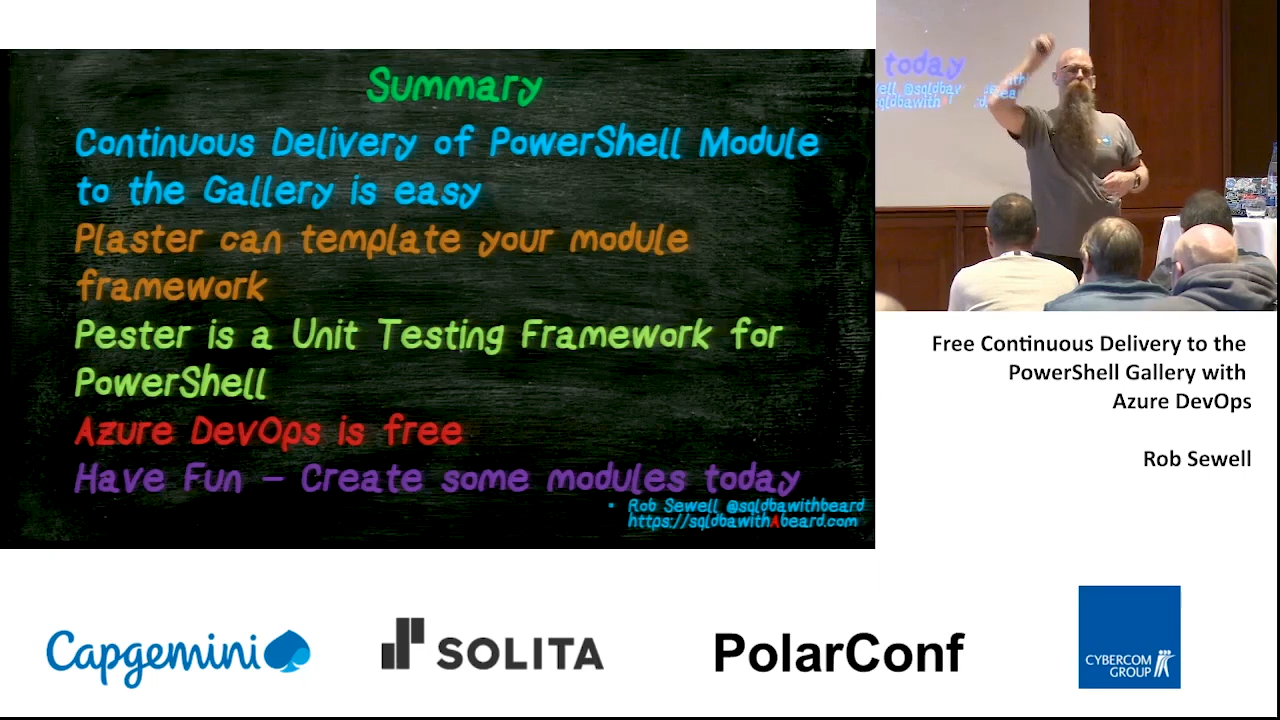 Summary
Continuous Delivery of PowerShell Module
to the Gallery is easy
Plaster can template your module
framework
Pester is a Unit Testing Framework for
PowerShell
Azure DevOps is free
Have Fun – Create some modules today
• Rob Sewell @sqldbawithbeard
https://sqldbawithAbeard.com
today
Free Continuous Delivery to the
PowerShell Gallery with
Azure DevOps
Rob Sewell
Capgemini
SOLITA
PolarConf
CYBERCOM
GROUP